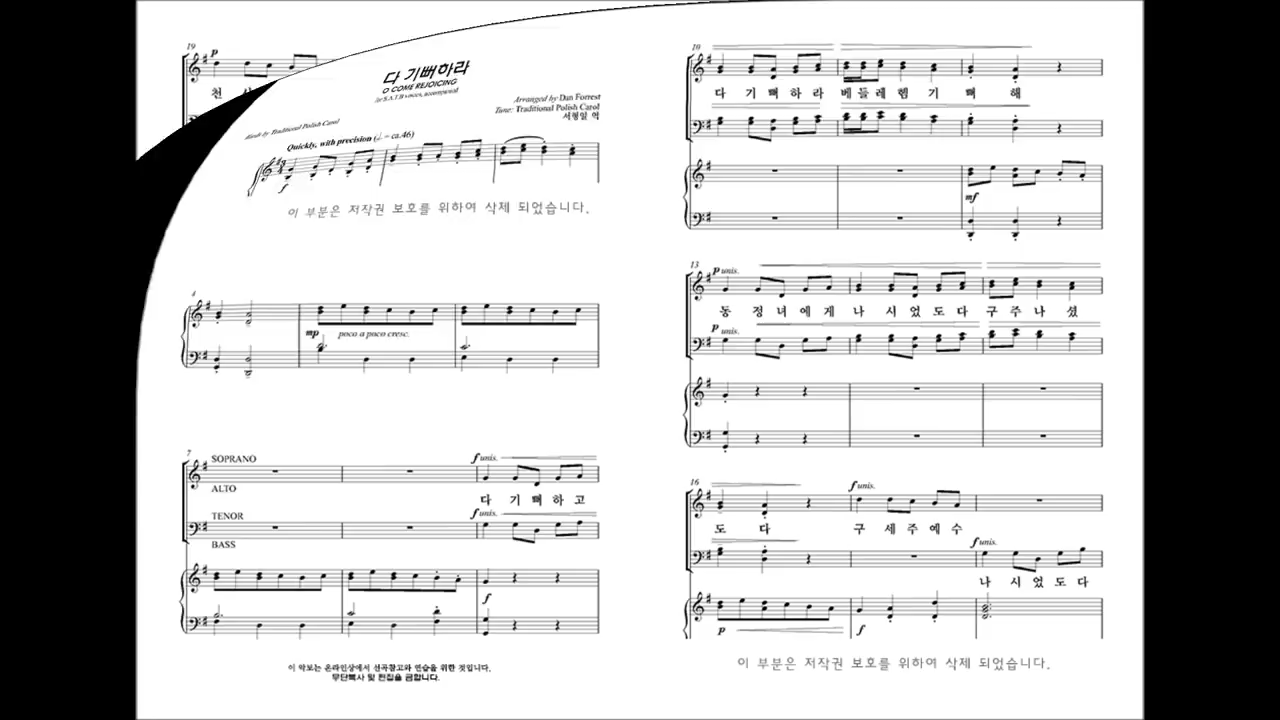 19
p
천
다 기뻐하라
O COME REJOICING
for S.A.T.B voices, accompanied
Arranged by Dan Forrest
Tune: Traditional Polish Carol
서형일 역
Traditional Polish Carol
Quickly, with precision (♩ = ca.46)
f
이 부분은 저작권 보호를 위하여 삭제 되었습니다.
4
mp poco a poco cresc.
7
SOPRANO
ALTO
f unis.
다 기 뻐 하 고
TENOR
BASS
f unis.
f
이 악보는 온라인상에서 선곡참고와 연습을 위한 것입니다.
무단복사 및 편집을 금합니다.
10
다 기 뻐 하 라 베 들 레 헴 기 뻐 해
mf
13
p unis.
동 정 녀 에 게 나 시 었 도 다 구 주 나 셨
p unis.
16
f unis.
도 다 구 세 주 예 수
f unis.
나 시 었 도 다
p f
이 부분은 저작권 보호를 위하여 삭제 되었습니다.